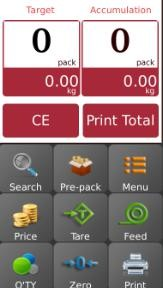 Target Accumulation
0 0
pack pack
0.00 0.00
kg kg
CE Print Total
Search Pre-pack Menu
Price Tare Feed
Q'TY Zero Print